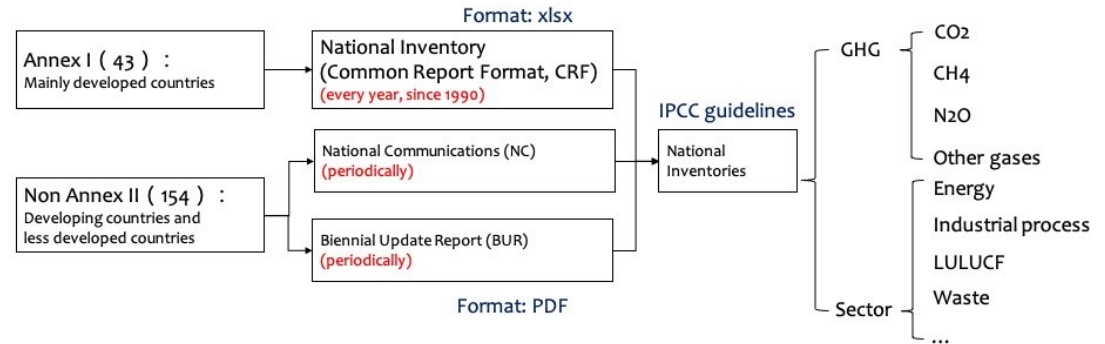 Format: xlsx
Annex I ( 43 ) :
Mainly developed countries
National Inventory
(Common Report Format, CRF)
(every year, since 1990)
National Communications (NC)
(periodically)
Non Annex II ( 154 ) :
Developing countries and
less developed countries
Biennial Update Report (BUR)
(periodically)
Format: PDF
IPCC guidelines
National
Inventories
GHG
CO2
CH4
N2O
Other gases
Sector
Energy
Industrial process
LULUCF
Waste
...